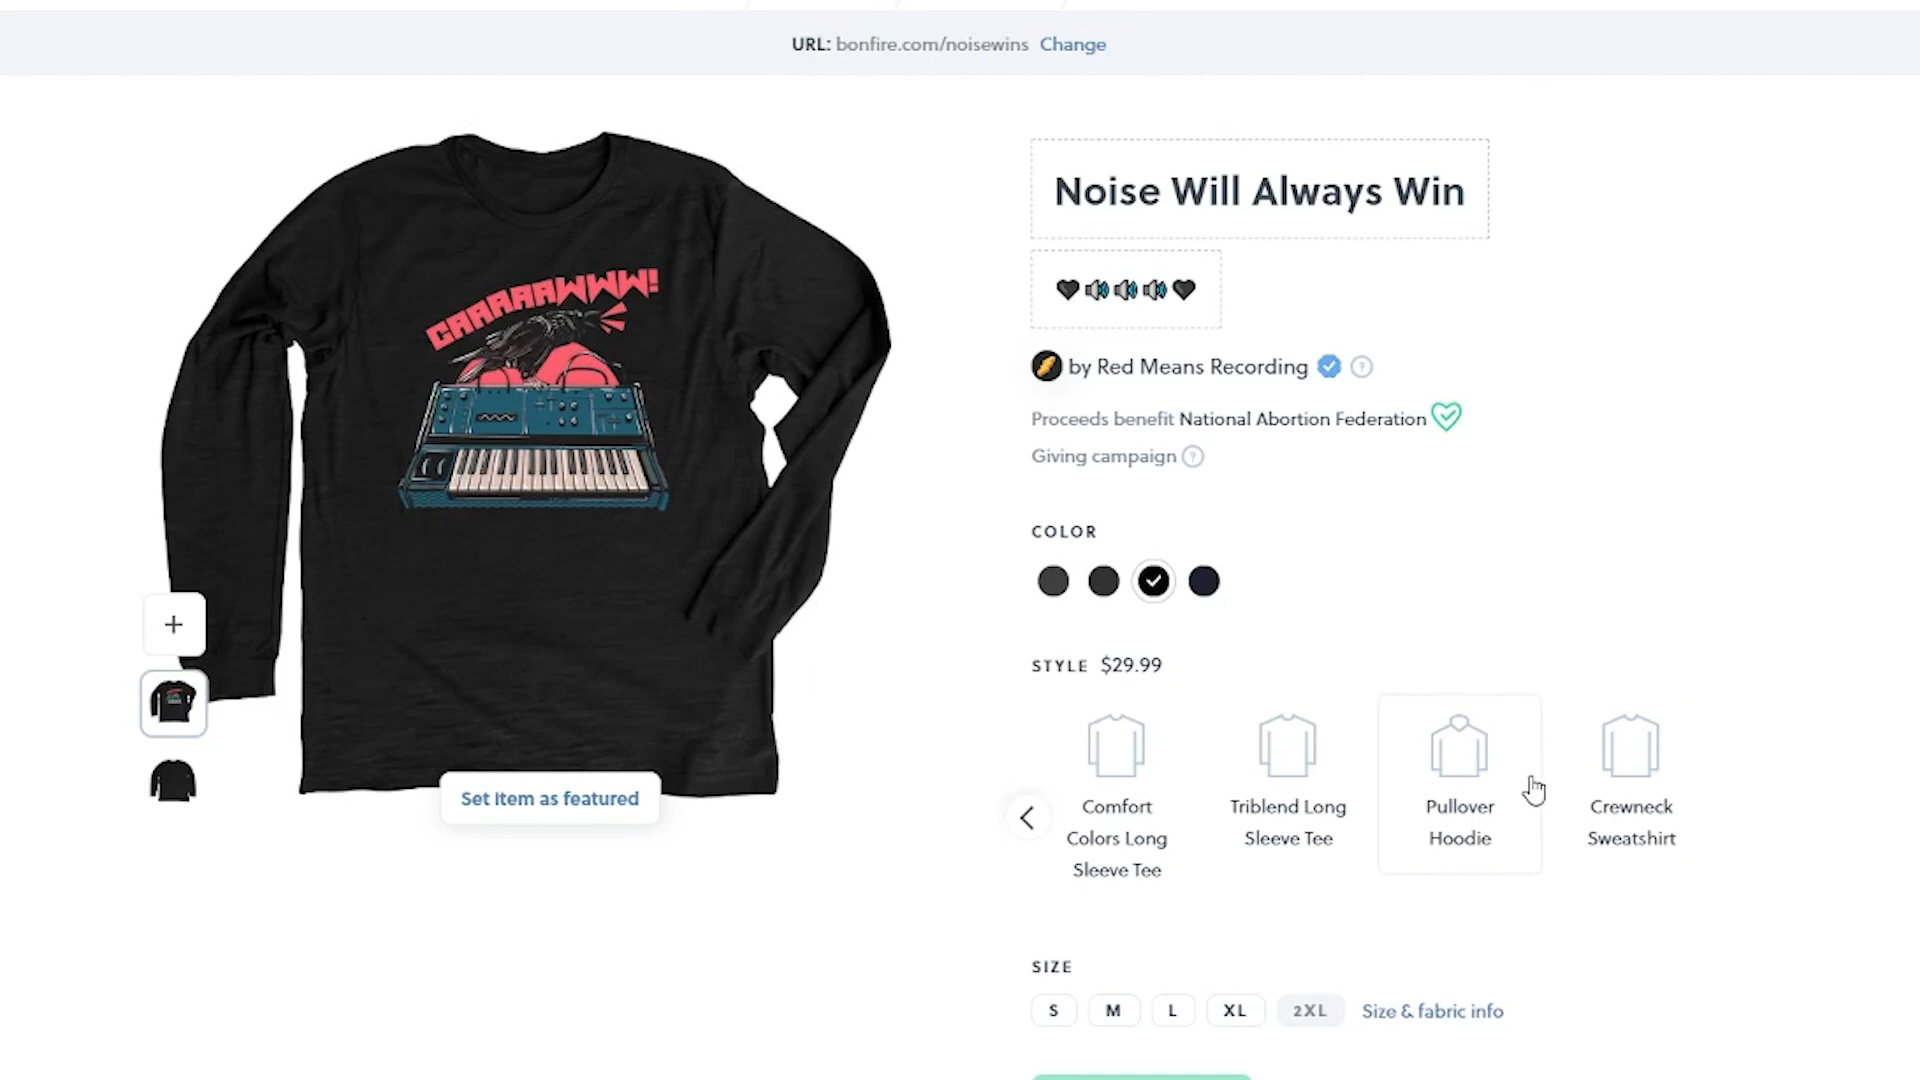 URL: bonfire.com/noisewins Change
CAAAAAWWW!
Noise Will Always Win
by Red Means Recording
Proceeds benefit National Abortion Federation
Giving campaign
COLOR
STYLE $29.99
Comfort
Colors Long
Sleeve Tee
Triblend Long
Sleeve Tee
Pullover
Hoodie
Crewneck
Sweatshirt
Set item as featured
SIZE
S M L XL 2XL Size & fabric info